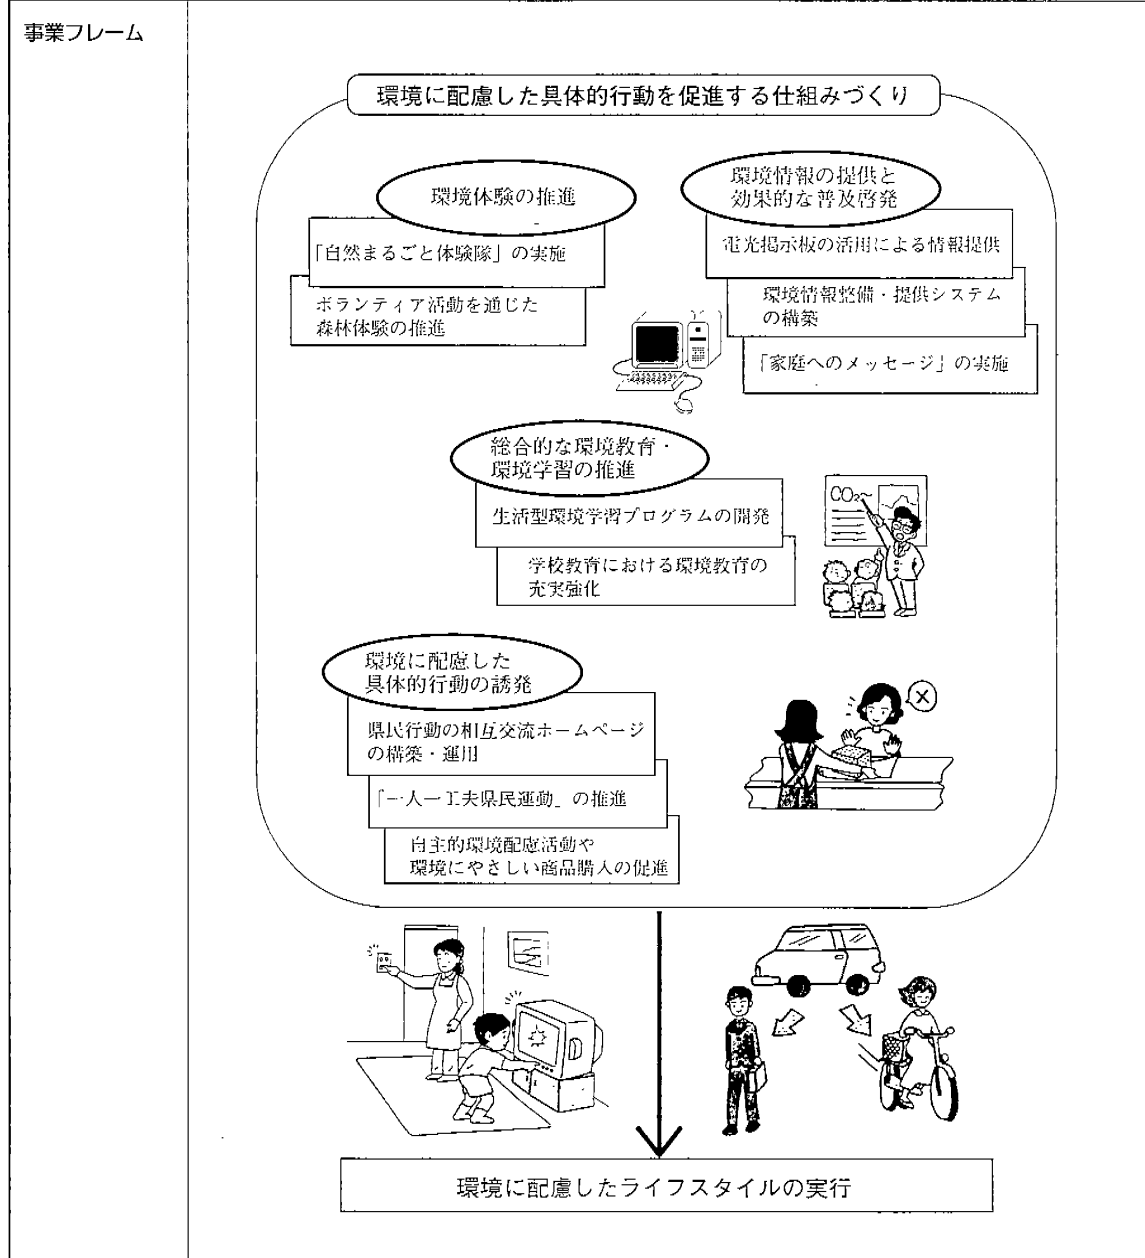 事業フレーム
環境に配慮した具体的行動を促進する仕組みづくり
環境体験の推進
「自然まるごと体験隊」の実施
ボランティア活動を通じた
森林体験の推進
環境情報の提供と
効果的な普及啓発
電光掲示板の活用による情報提供
環境情報整備・提供システム
の構築
「家庭へのメッセージ」の実施
総合的な環境教育・
環境学習の推進
生活型環境学習プログラムの開発
学校教育における環境教育の
充実強化
CO2
環境に配慮した
具体的行動の誘発
県民行動の相互交流ホームページ
の構築・運用
「一人一工夫県民運動」の推進
自主的環境配慮活動や
環境にやさしい商品購入の促進
環境に配慮したライフスタイルの実行